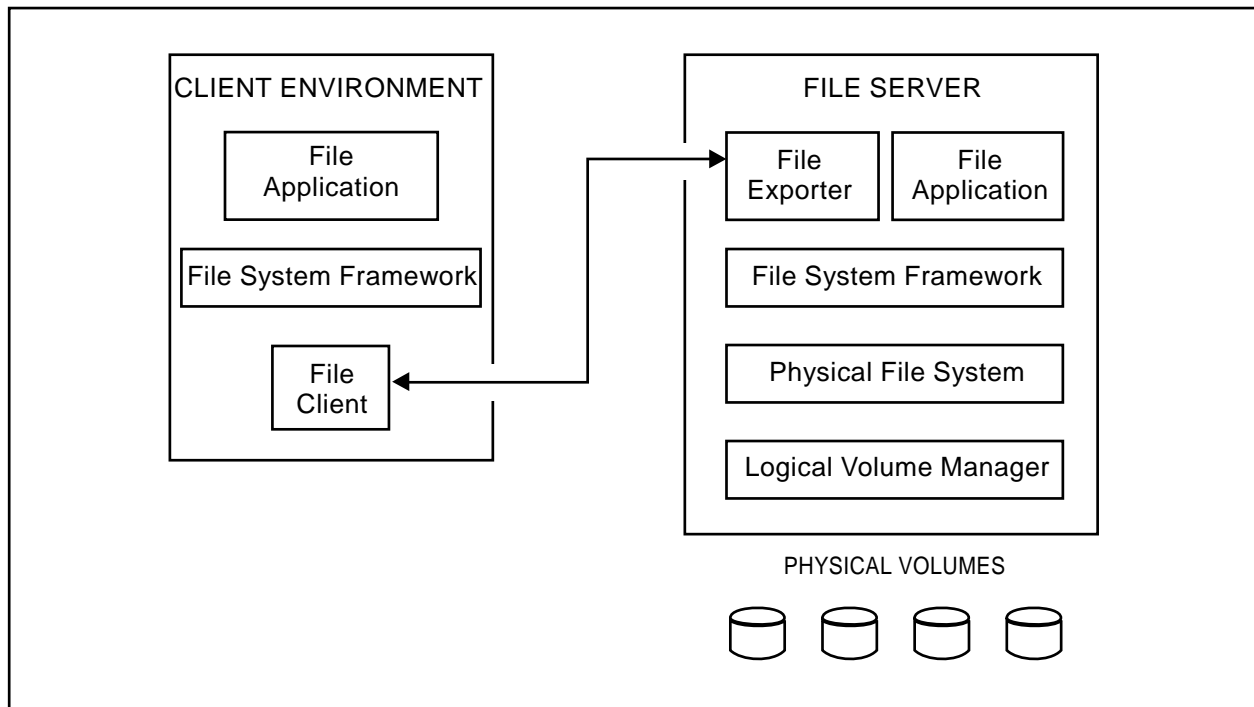 CLIENT ENVIRONMENT
File
Application
File System Framework
File
Client
FILE SERVER
File
Exporter
File
Application
File System Framework
Physical File System
Logical Volume Manager
PHYSICAL VOLUMES